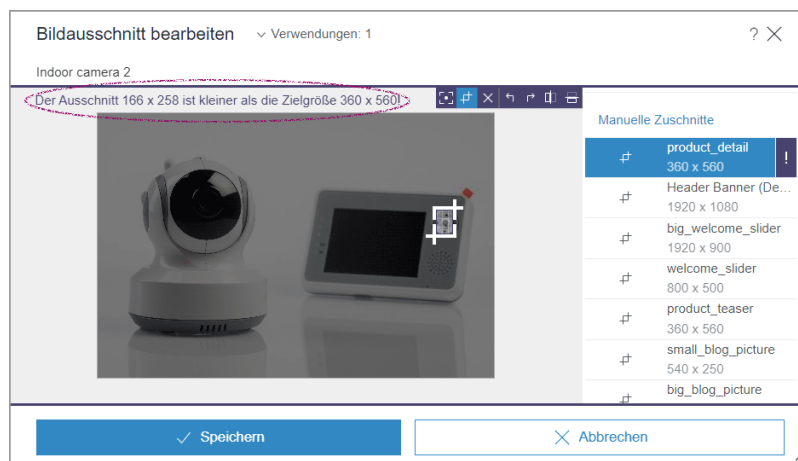 Bildausschnitt bearbeiten Verwendungen: 1 ?
Indoor camera 2
Der Ausschnitt 166 x 258 ist kleiner als die Zielgröße 360 x 560!
Manuelle Zuschnitte
product_detail
360 x 560
!
Header Banner (De...
1920 x 1080
big_welcome_slider
1920 x 900
welcome_slider
800 x 500
product_teaser
360 x 560
small_blog_picture
540 x 250
big_blog_picture
Speichern
Abbrechen